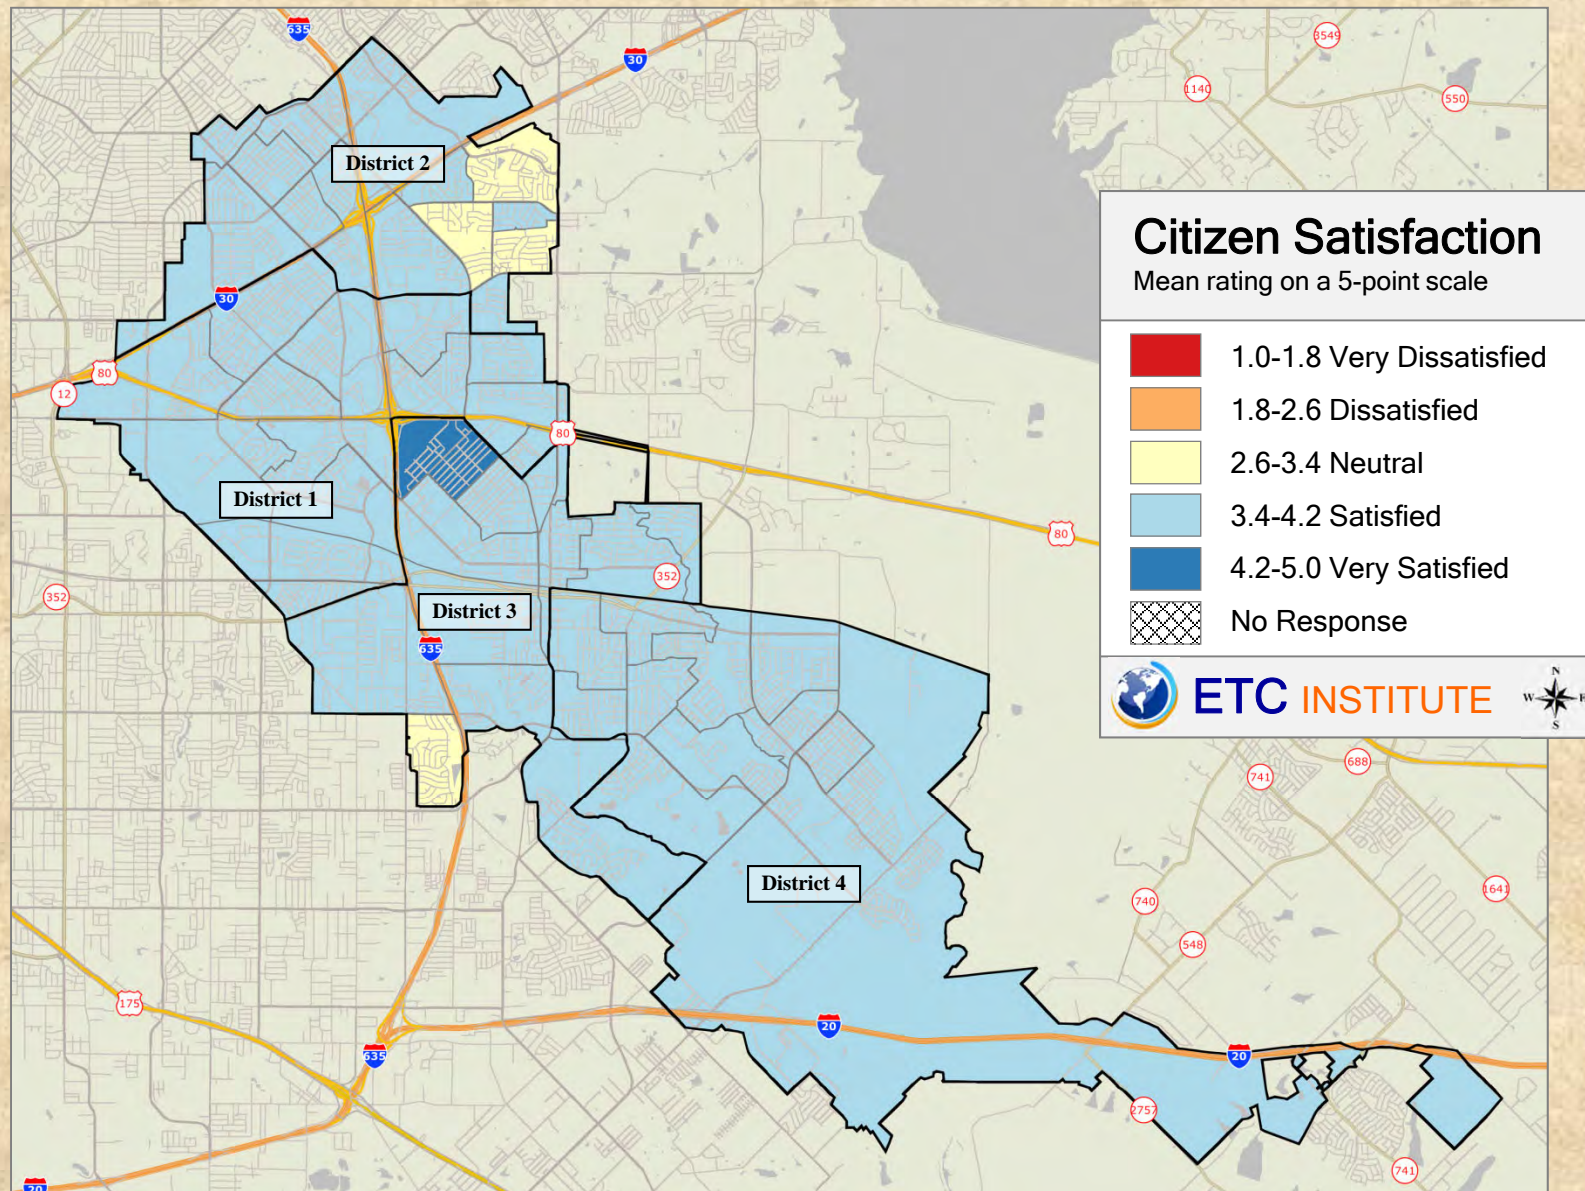 635
30
3549
1140
550
District 2
Citizen Satisfaction
Mean rating on a 5-point scale
30
1.0-1.8 Very Dissatisfied
80
12
1.8-2.6 Dissatisfied
80
2.6-3.4 Neutral
District 1
3.4-4.2 Satisfied
80
4.2-5.0 Very Satisfied
352
352
District 3
No Response
635
ETC INSTITUTE
N
W E
S
688
741
District 4
1641
740
548
175
20
635
20
2757
741
20